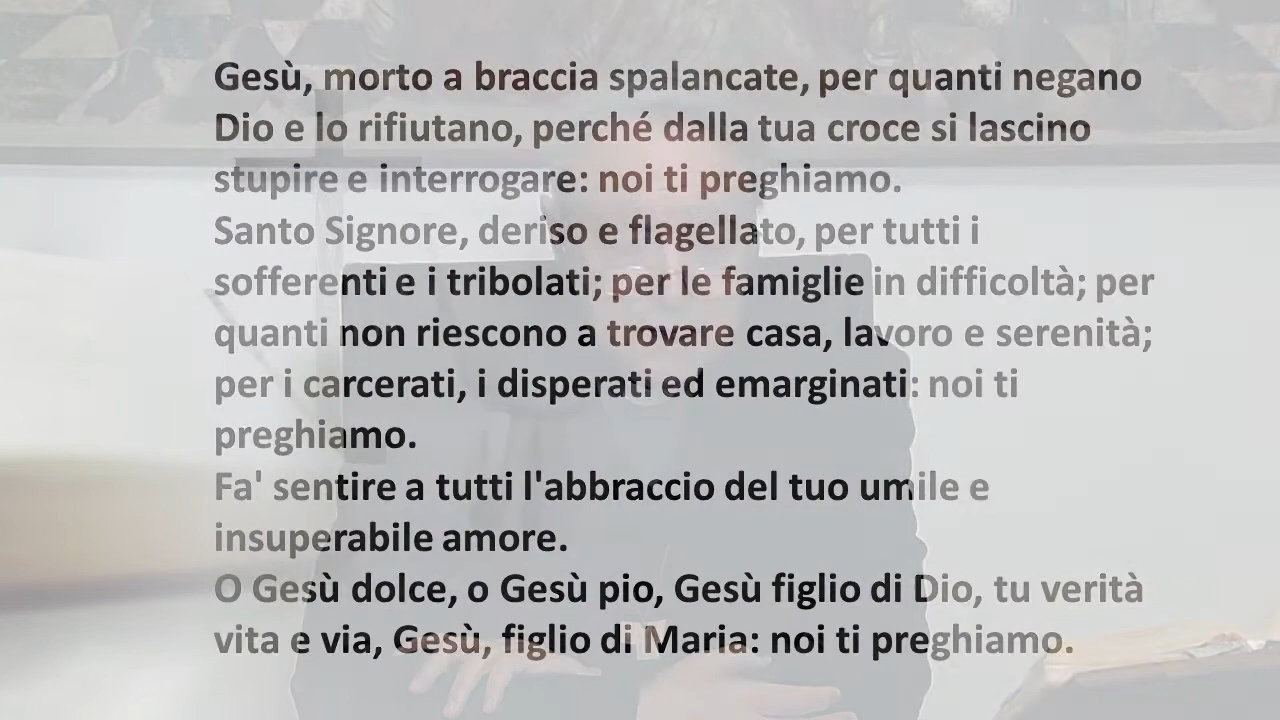 Gesù, morto a braccia spalancate, per quanti negano
Dio e lo rifiutano, perché dalla tua croce si lascino
stupire e interrogare: noi ti preghiamo.
Santo Signore, deriso e flagellato, per tutti i
sofferenti e i tribolati; per le famiglie in difficoltà; per
quanti non riescono a trovare casa, lavoro e serenità;
per i carcerati, i disperati ed emarginati: noi ti
preghiamo.
Fa' sentire a tutti l'abbraccio del tuo umile e
insuperabile amore.
O Gesù dolce, o Gesù pio, Gesù figlio di Dio, tu verità
vita e via, Gesù, figlio di Maria: noi ti preghiamo.